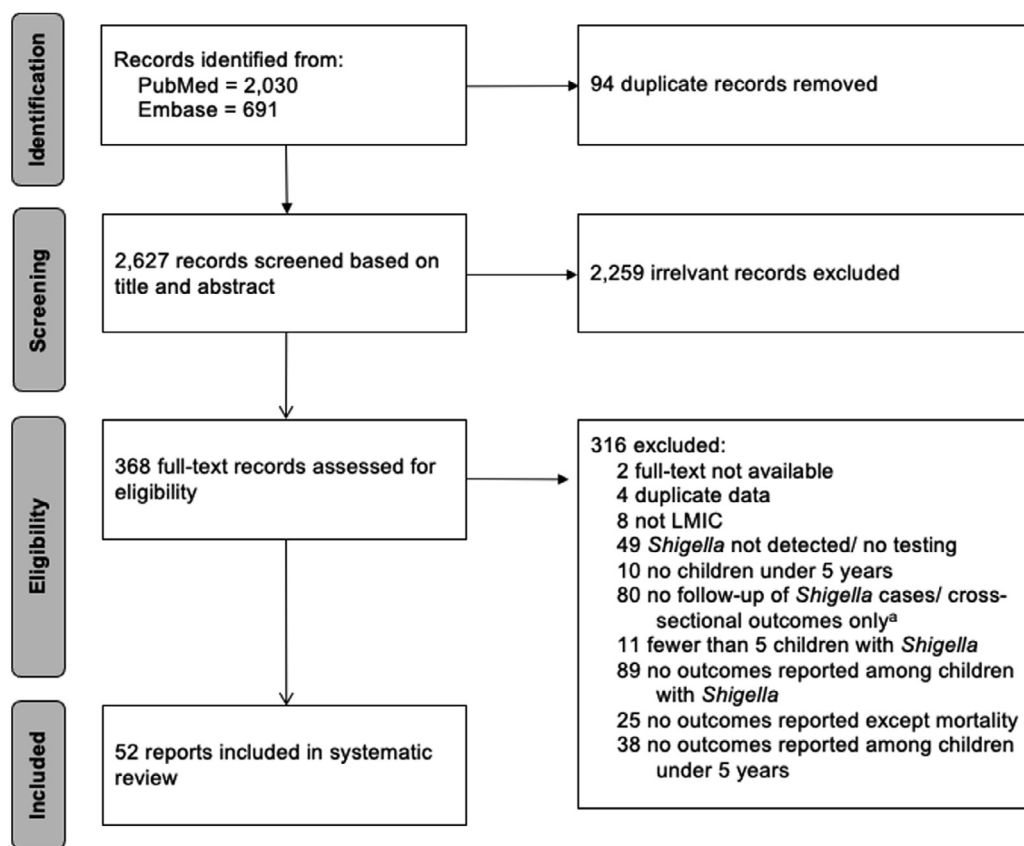 Identification
Records identified from:
PubMed = 2,030
Embase = 691
94 duplicate records removed
Screening
2,627 records screened based on
title and abstract
2,259 irrelvant records excluded
Eligibility
368 full-text records assessed for
eligibility
316 excluded:
2 full-text not available
4 duplicate data
8 not LMIC
49 Shigella not detected/ no testing
10 no children under 5 years
80 no follow-up of Shigella cases/ cross-
sectional outcomes onlyᵃ
11 fewer than 5 children with Shigella
89 no outcomes reported among children
with Shigella
25 no outcomes reported except mortality
38 no outcomes reported among children
under 5 years
Included
52 reports included in systematic
review